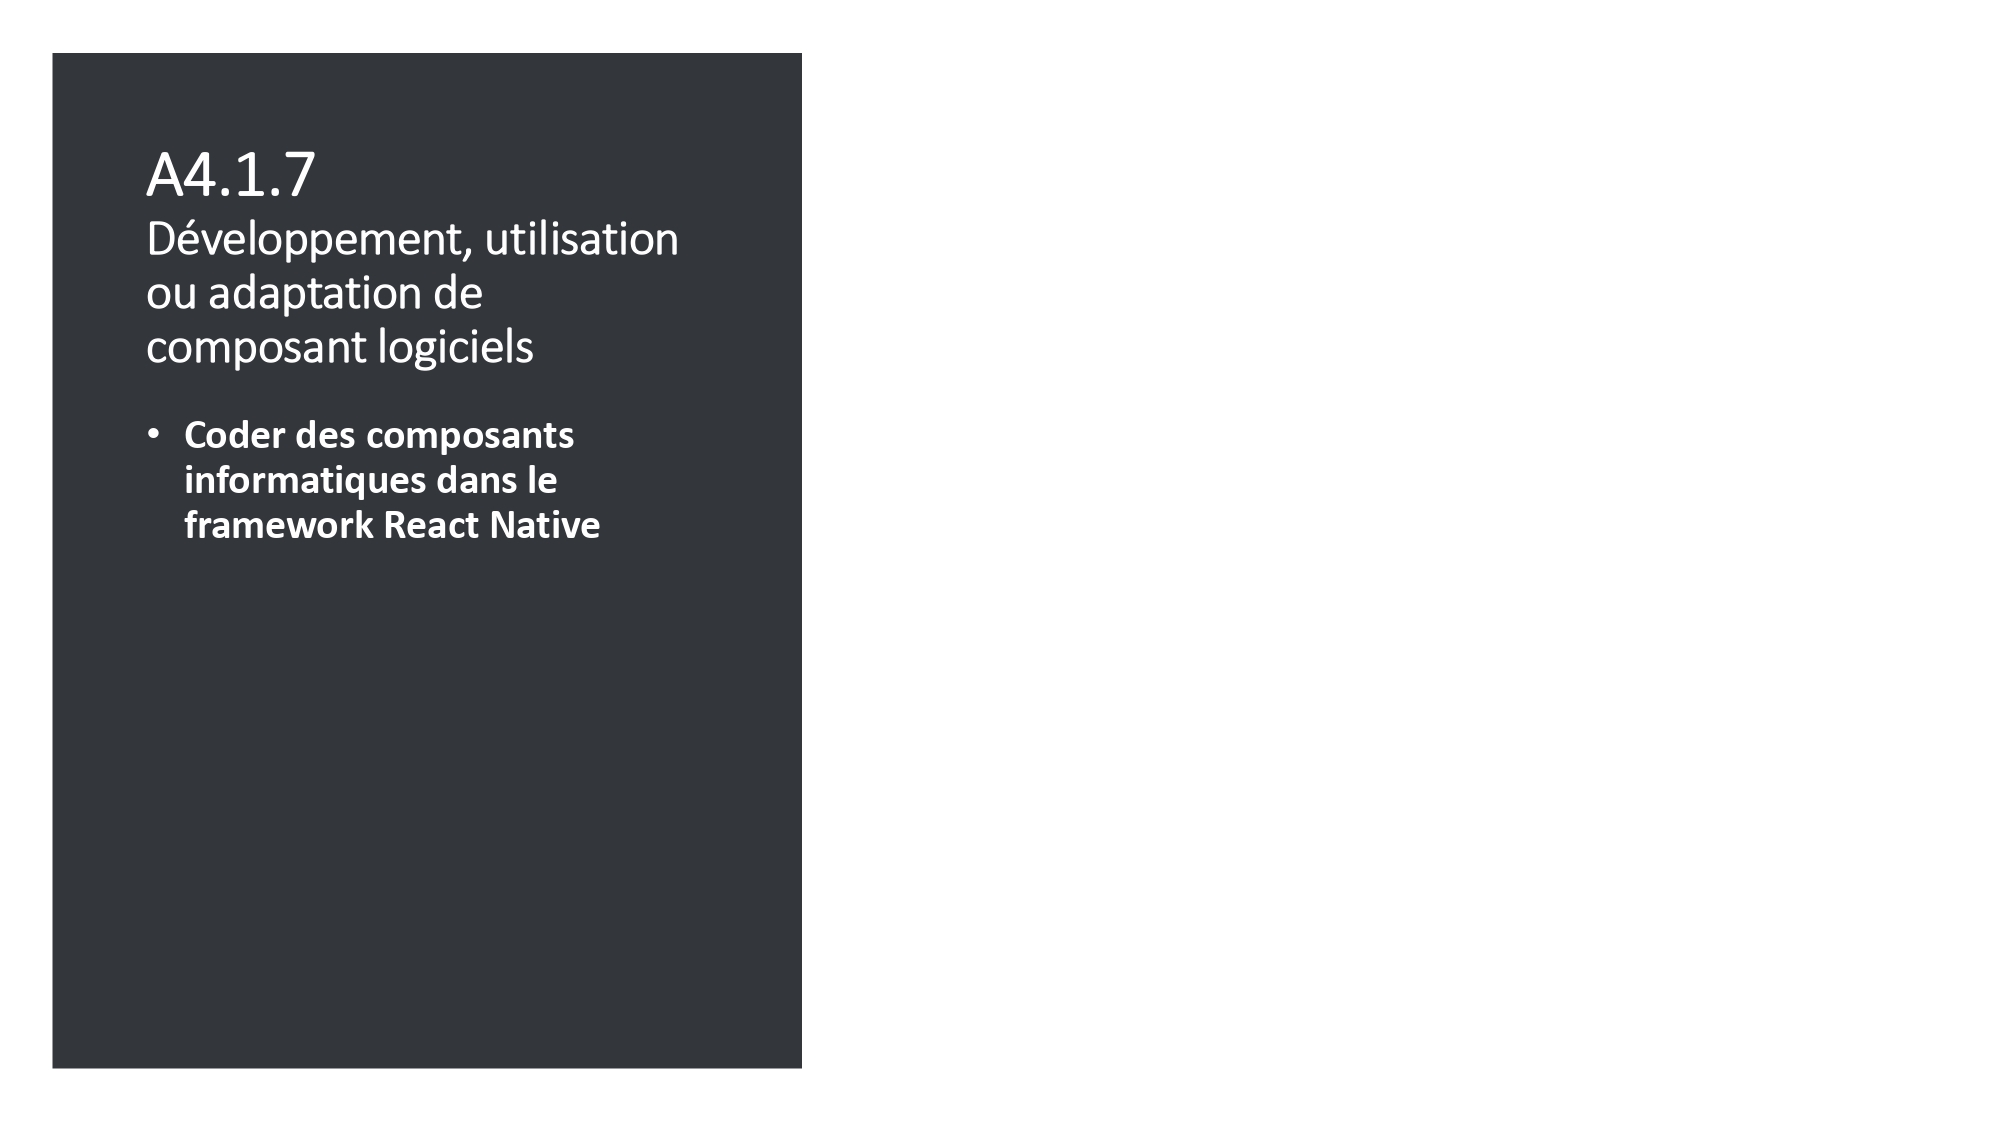 A4.1.7
Développement, utilisation
ou adaptation de
composant logiciels
• Coder des composants
informatiques dans le
framework React Native